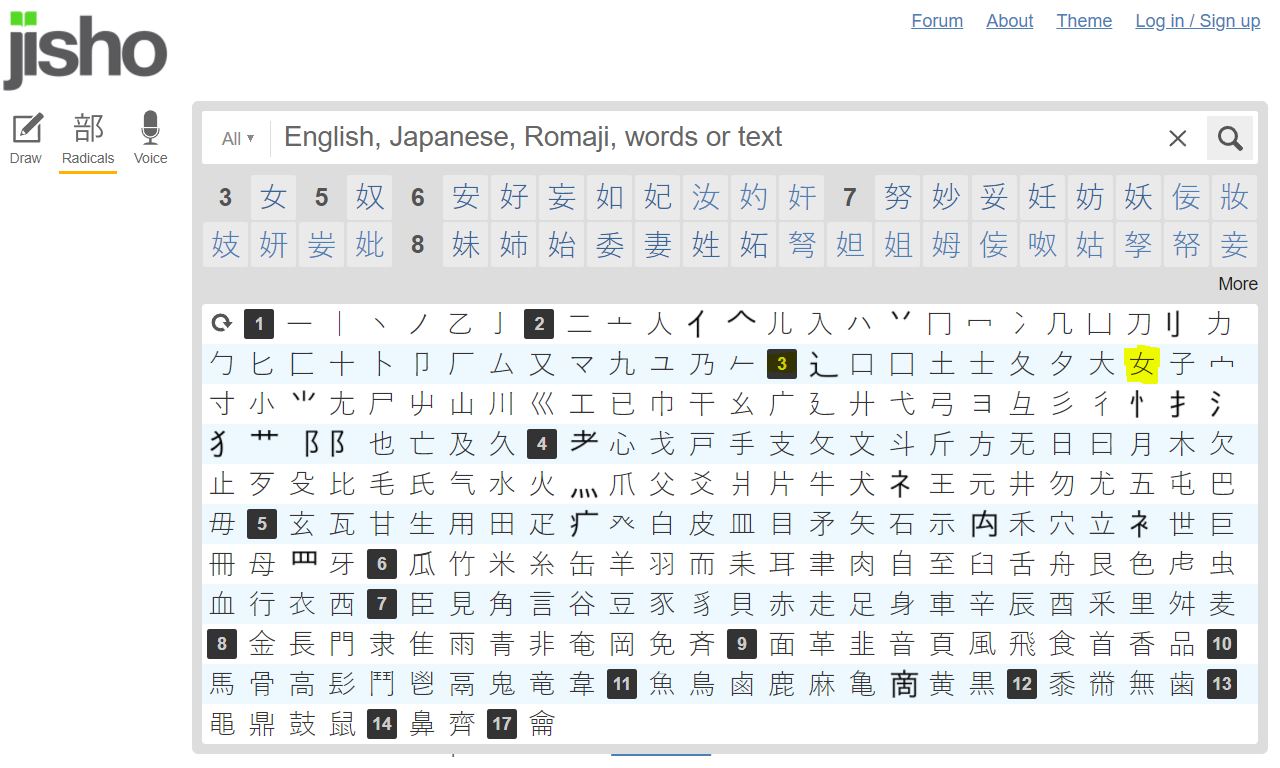 jisho
Forum About Theme Log in / Sign up
Draw Radicals Voice
部
All ▾ English, Japanese, Romaji, words or text
3 女 5 奴 6 安 好 妄 如 妃 汝 妁 奸 7 努 妙 妥 妊 妨 妖 佞 妝
妓 妍 妛 妣 8 妹 姉 始 委 妻 姓 妬 弩 妲 姐 姆 侫 呶 姑 孥 帑 妾
More
1 一 ｜ 丶 ノ 乙 亅 2 二 亠 人 亻 𠆢 儿 入 ハ 丷 冂 冖 冫 几 凵 刀 刂 力
勹 匕 匚 十 卜 卩 厂 厶 又 マ 九 ユ 乃 𠂉 3 辶 口 囗 土 士 夂 夕 大 女 子 宀
寸 小 ⺌ 尢 尸 屮 山 川 巛 工 已 巾 干 幺 广 廴 廾 弋 弓 ヨ 彑 彡 彳 忄 扌 氵
犭 艹 阝 阝 也 亡 及 久 4 耂 心 戈 戸 手 支 攵 文 斗 斤 方 无 日 曰 月 木 欠
止 歹 殳 比 毛 氏 气 水 火 灬 爪 父 爻 爿 片 牛 犬 礻 王 元 井 勿 尤 五 屯 巴
毋 5 玄 瓦 甘 生 用 田 疋 疒 癶 白 皮 皿 目 矛 矢 石 示 禸 禾 穴 立 衤 世 巨
冊 母 罒 牙 6 瓜 竹 米 糸 缶 羊 羽 而 耒 耳 聿 肉 自 至 臼 舌 舟 艮 色 虍 虫
血 行 衣 西 7 臣 見 角 言 谷 豆 豕 豸 貝 赤 走 足 身 車 辛 辰 酉 釆 里 舛 麦
8 金 長 門 隶 隹 雨 青 非 奄 岡 免 斉 9 面 革 韭 音 頁 風 飛 食 首 香 品 10
馬 骨 高 髟 鬥 鬯 鬲 鬼 竜 韋 11 魚 鳥 鹵 鹿 麻 亀 啇 黄 黒 12 黍 黹 無 歯 13
黽 鼎 鼓 鼠 14 鼻 齊 17 龠